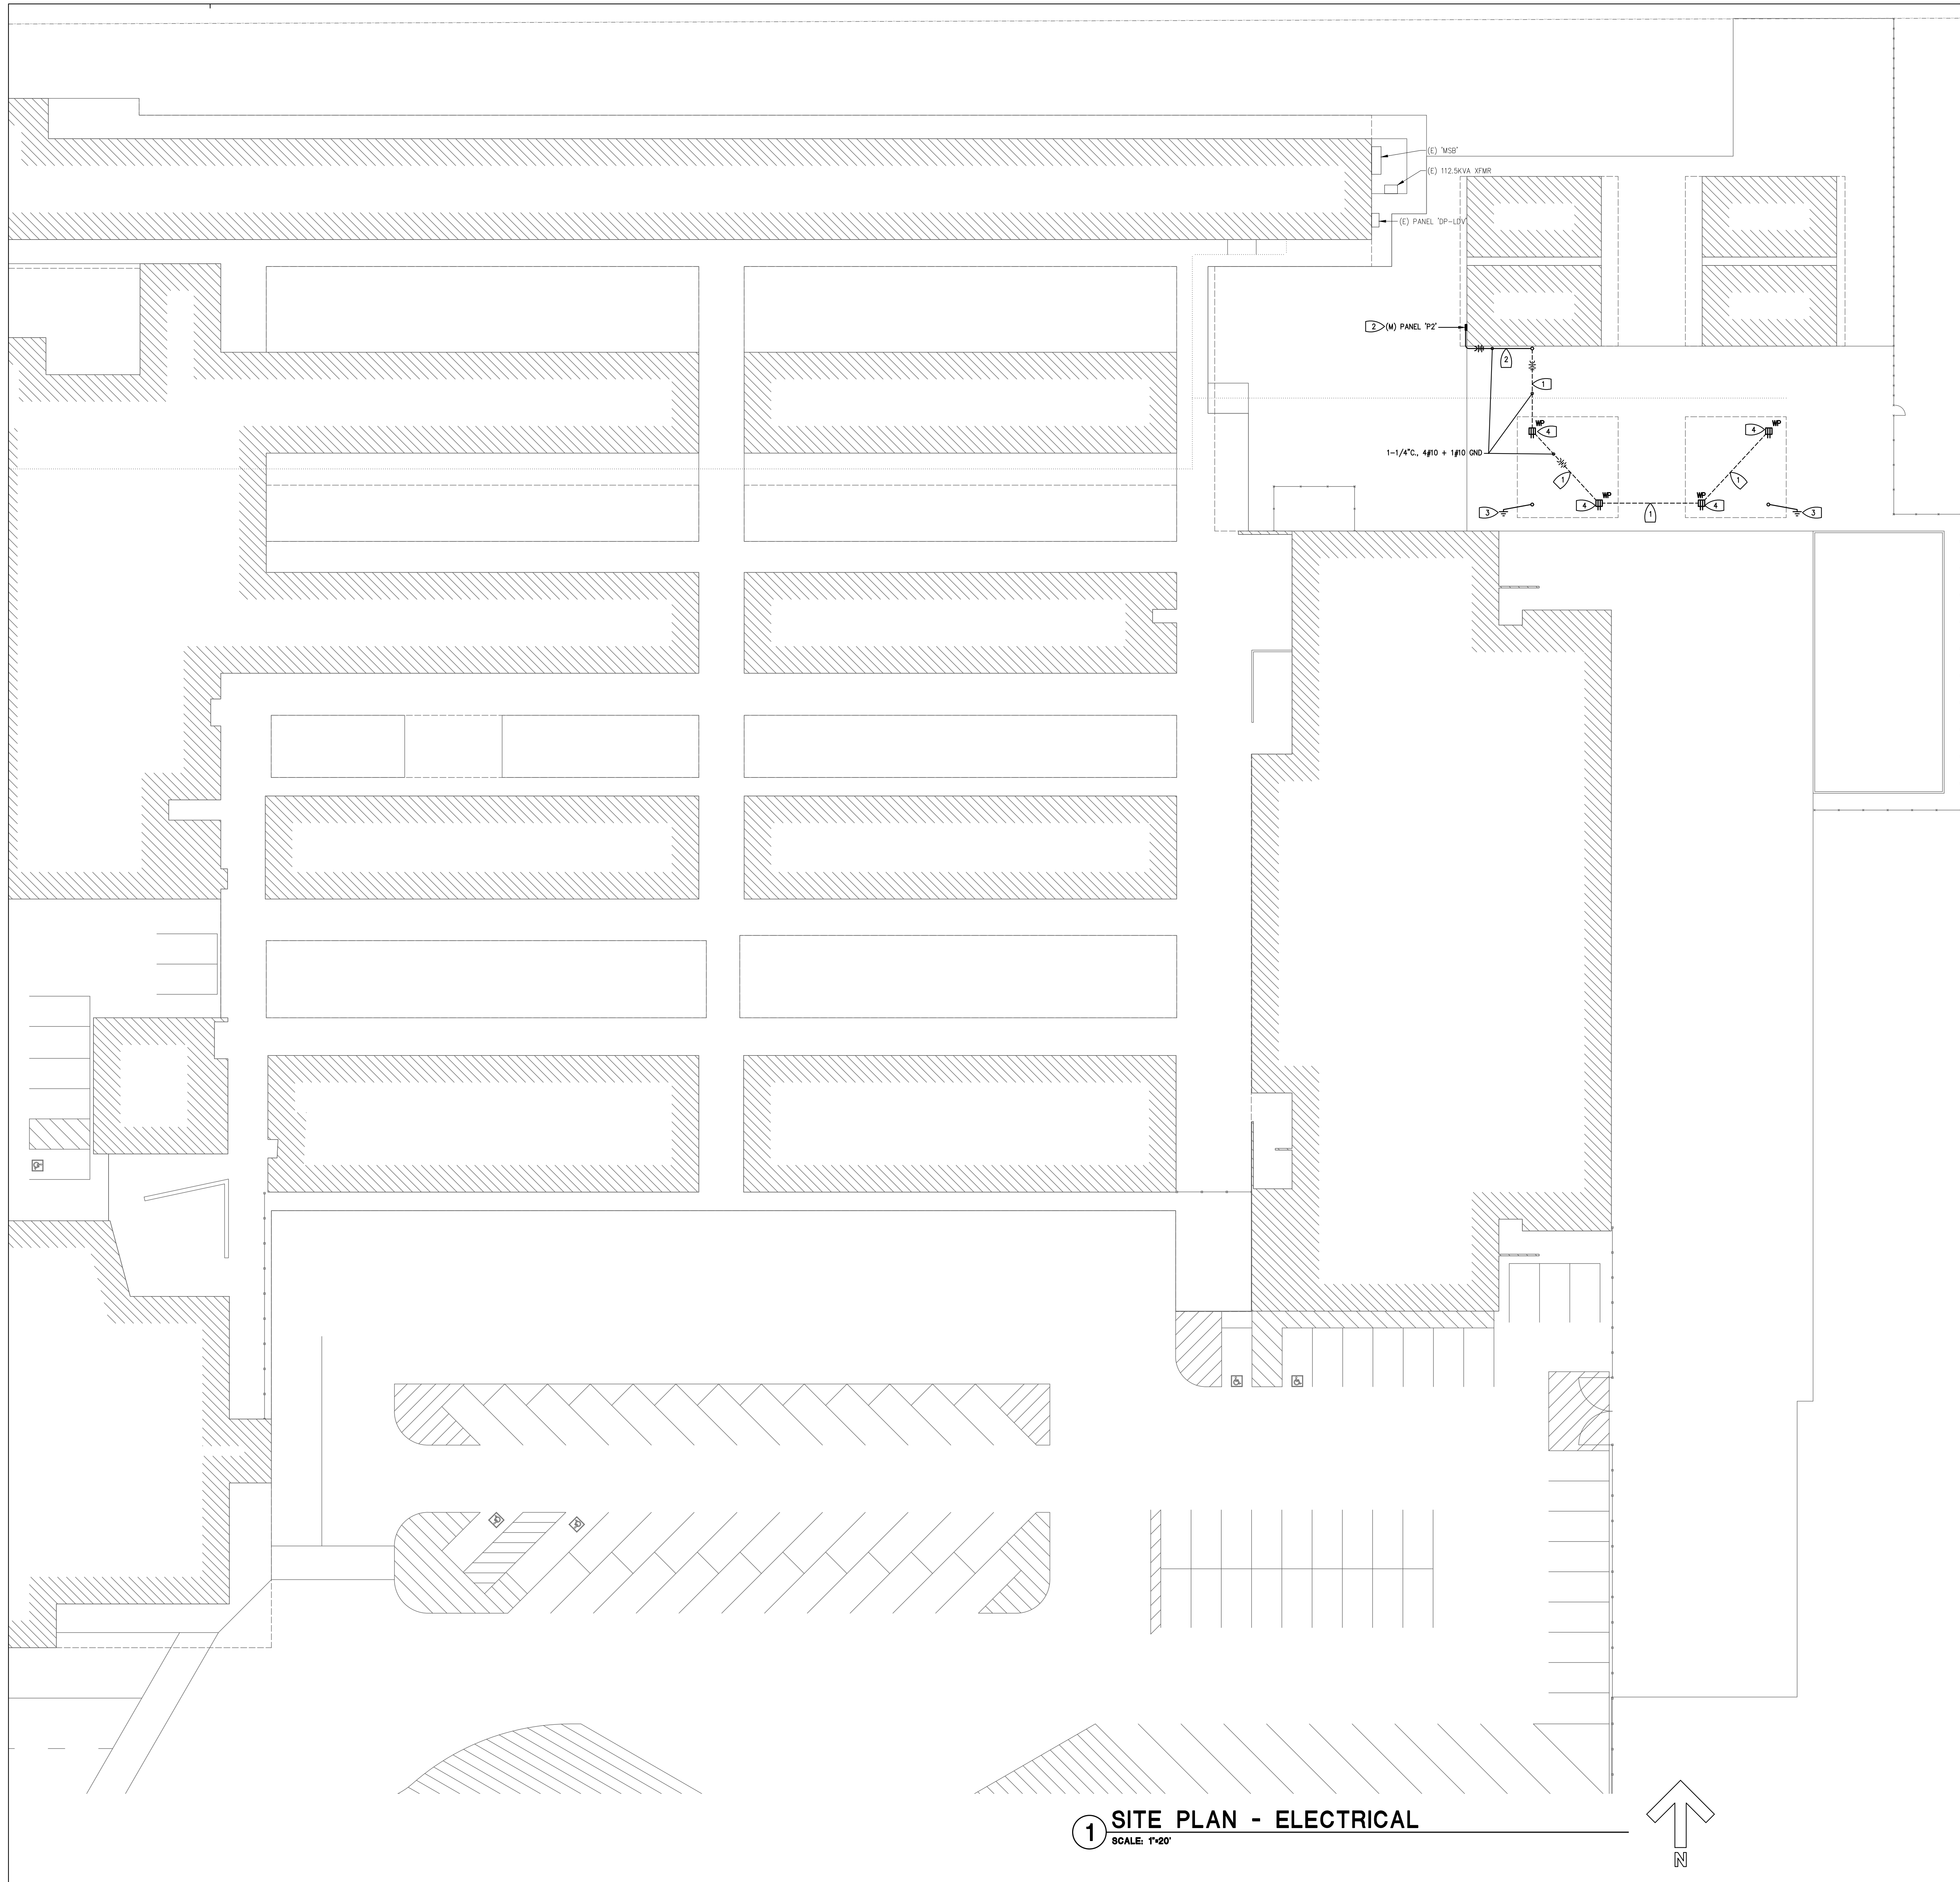 (E) 'MSB'
(E) 112.5KVA XFMR
(E) PANEL 'DP-LDV'
2 (M) PANEL 'P2'
2
1
WP
4
4
WP
1-1/4"C., 4#10 + 1#10 GND
1
1
WP
4
WP
4
3
1
3
1 SITE PLAN - ELECTRICAL
SCALE: 1"=20'
N